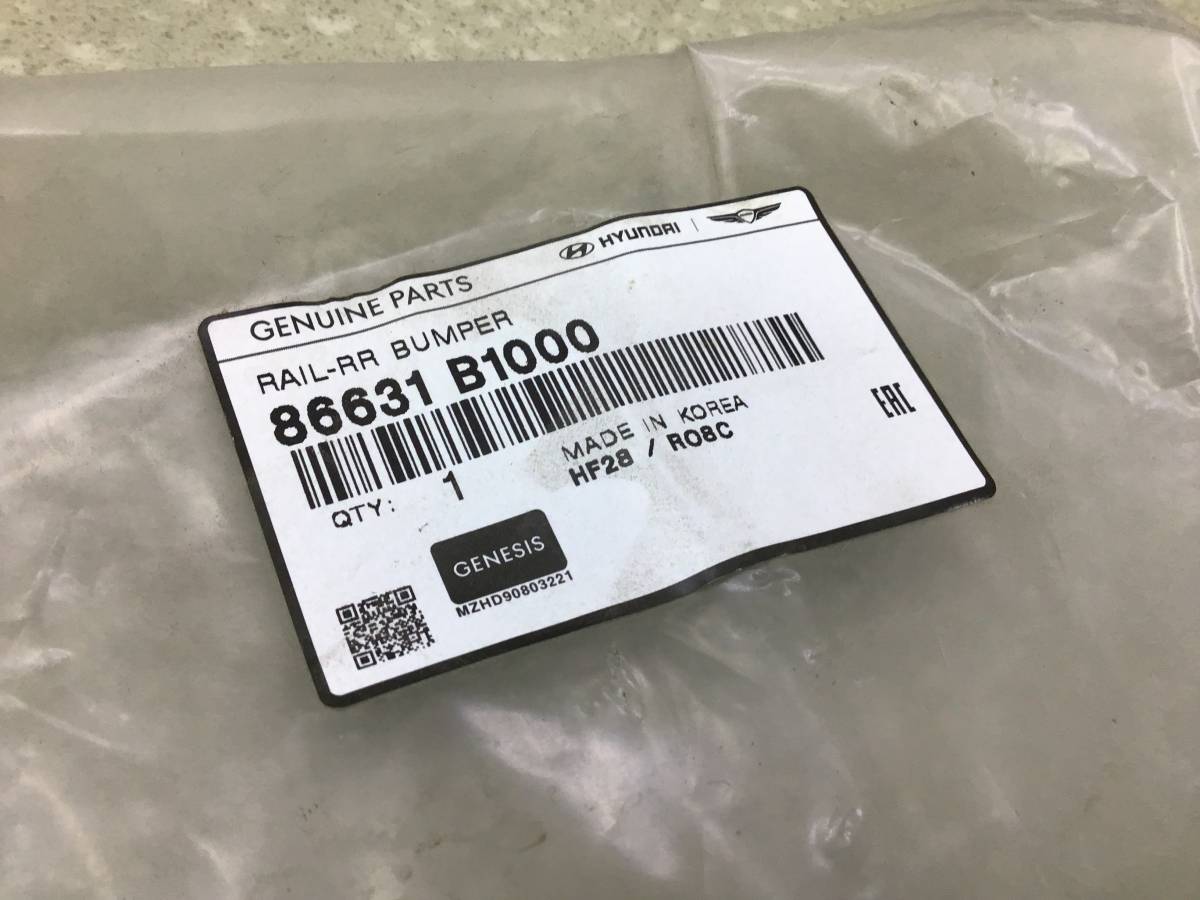 GENUINE PARTS
HYUNDAI
RAIL-RR BUMPER
86631 B1000
QTY: 1
MADE IN KOREA
HF28 / R08C
EAC
GENESIS
MZHD90803221